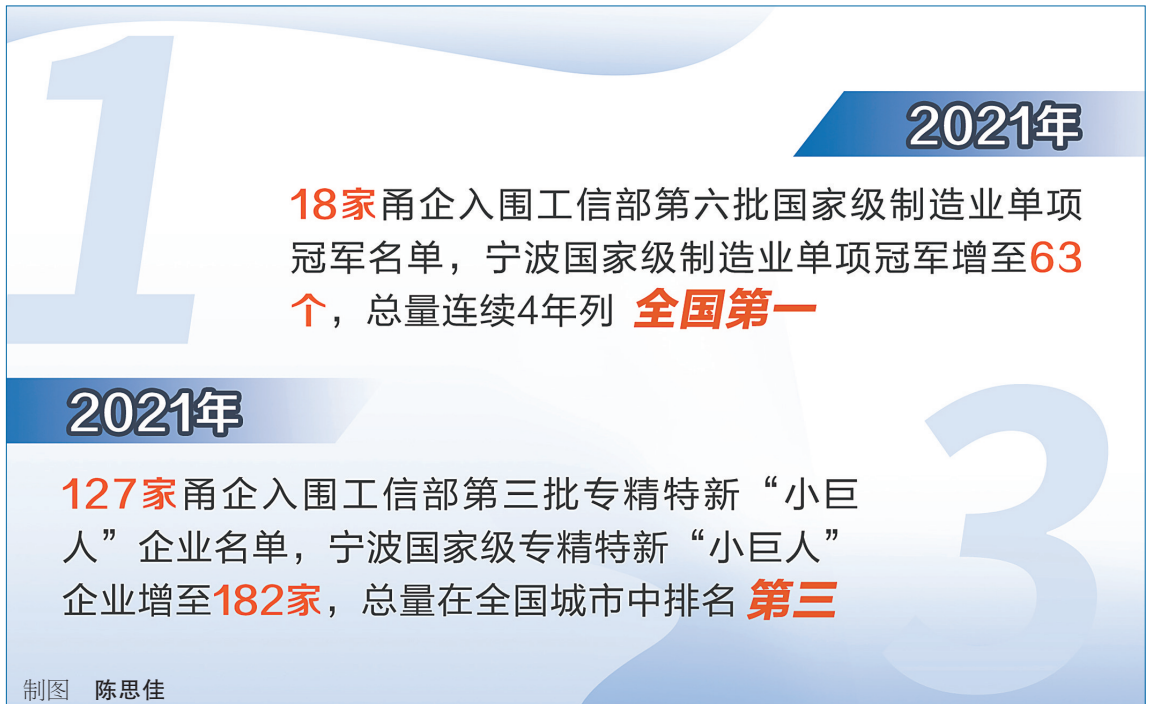 1
2021年
18家甬企入围工信部第六批国家级制造业单项
冠军名单，宁波国家级制造业单项冠军增至63
个，总量连续4年列 全国第一
2021年
3
127家甬企入围工信部第三批专精特新“小巨
人”企业名单，宁波国家级专精特新“小巨人”
企业增至182家，总量在全国城市中排名 第三
制图 陈思佳